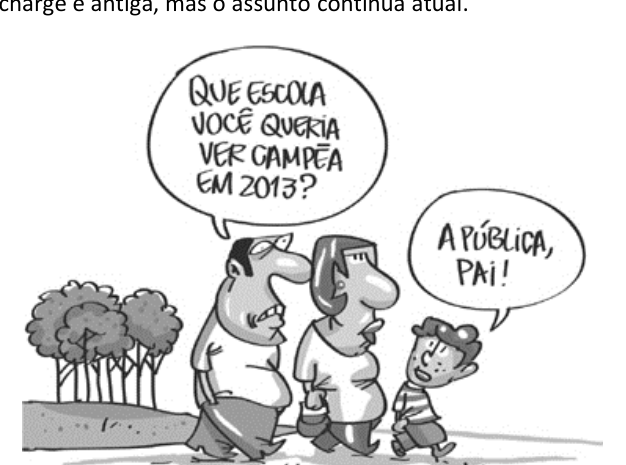 charge é antiga, mas o assunto continua atual.
QUE ESCOLA
VOCÊ QUERIA
VER CAMPEÃ
EM 2013?
A PÚBLICA,
PAI!